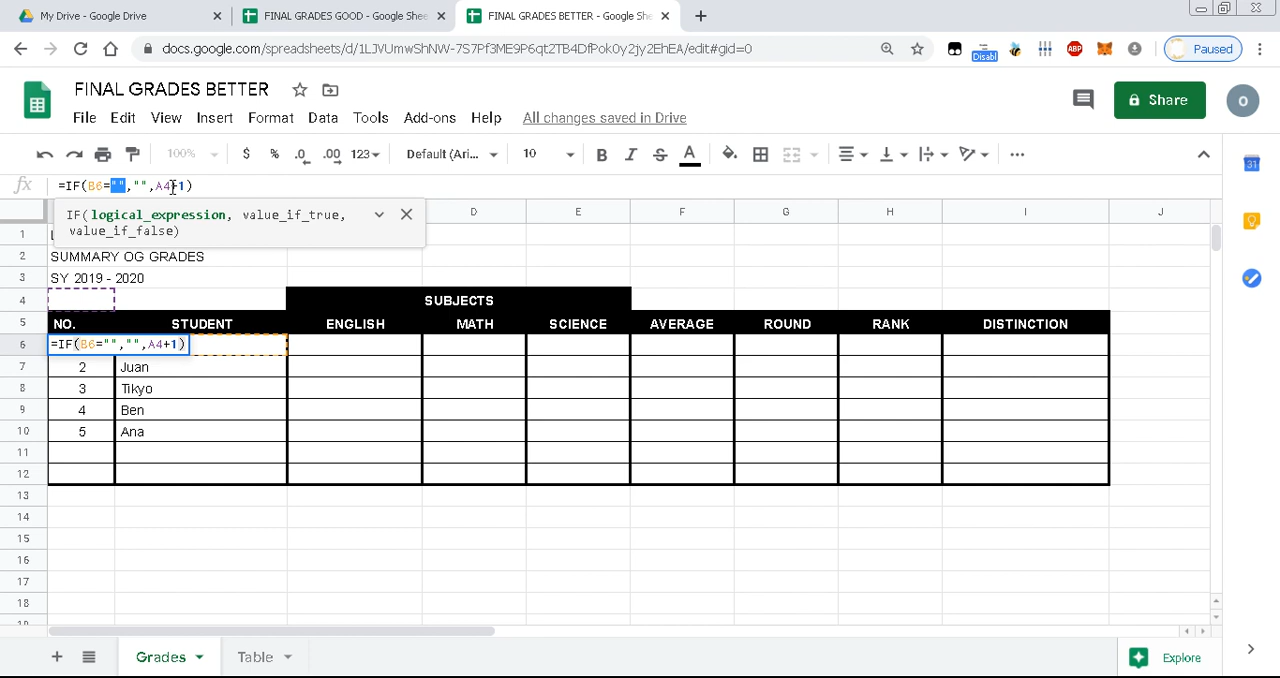 My Drive - Google Drive
FINAL GRADES GOOD - Google She
FINAL GRADES BETTER - Google She
docs.google.com/spreadsheets/d/1LJVUmwShNW-7S7Ff3ME9P6qt2TB4DfPok0y2jy2EhEA/edit#gid=0
Disabl
ABP
Paused
FINAL GRADES BETTER
File Edit View Insert Format Data Tools Add-ons Help All changes saved in Drive
Share
O
100% $ % .0 .00 123 Default (Ari... 10 B I S A
31
fx =IF(B6="","",A4+1)
IF(logical_expression, value_if_true,
value_if_false)
D E F G H I J
1
2 SUMMARY OG GRADES
3 SY 2019 - 2020
4 SUBJECTS
5 NO. STUDENT ENGLISH MATH SCIENCE AVERAGE ROUND RANK DISTINCTION
6 =IF(B6="","",A4+1)
7 2 Juan
8 3 Tikyo
9 4 Ben
10 5 Ana
11
12
13
14
15
16
17
18
Grades Table Explore